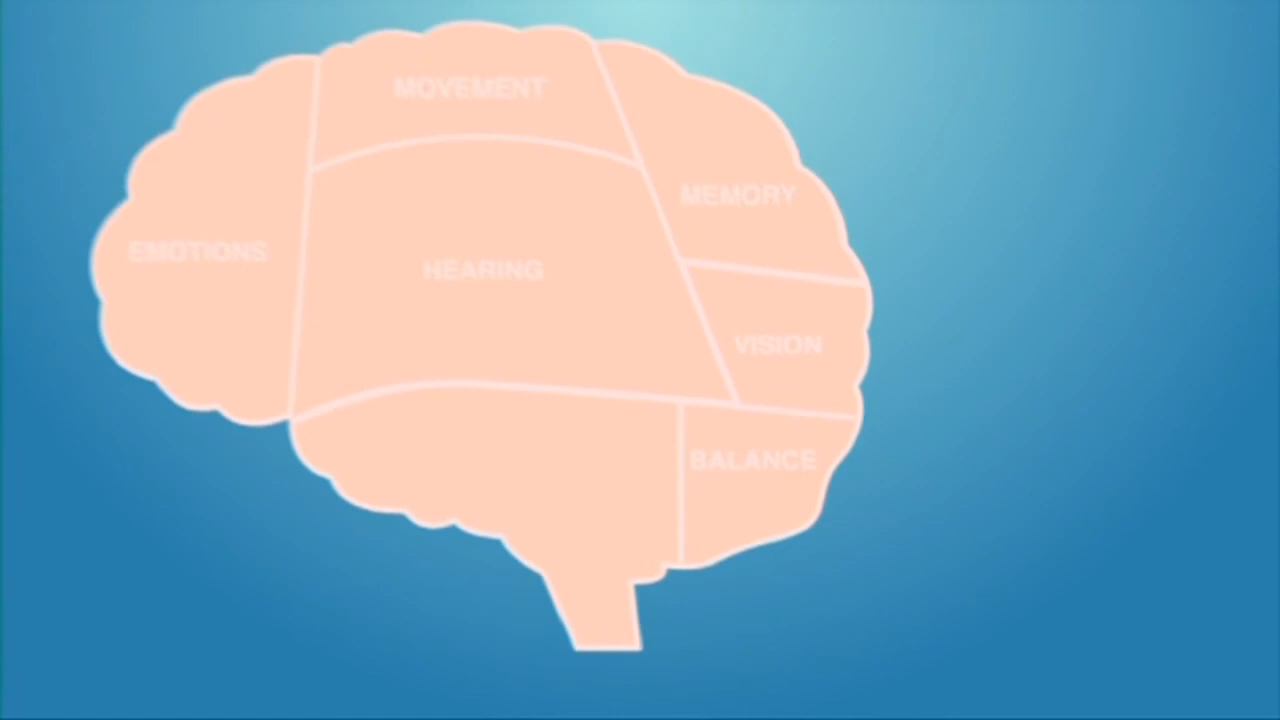 MOVEMENT
MEMORY
EMOTIONS
HEARING
VISION
BALANCE